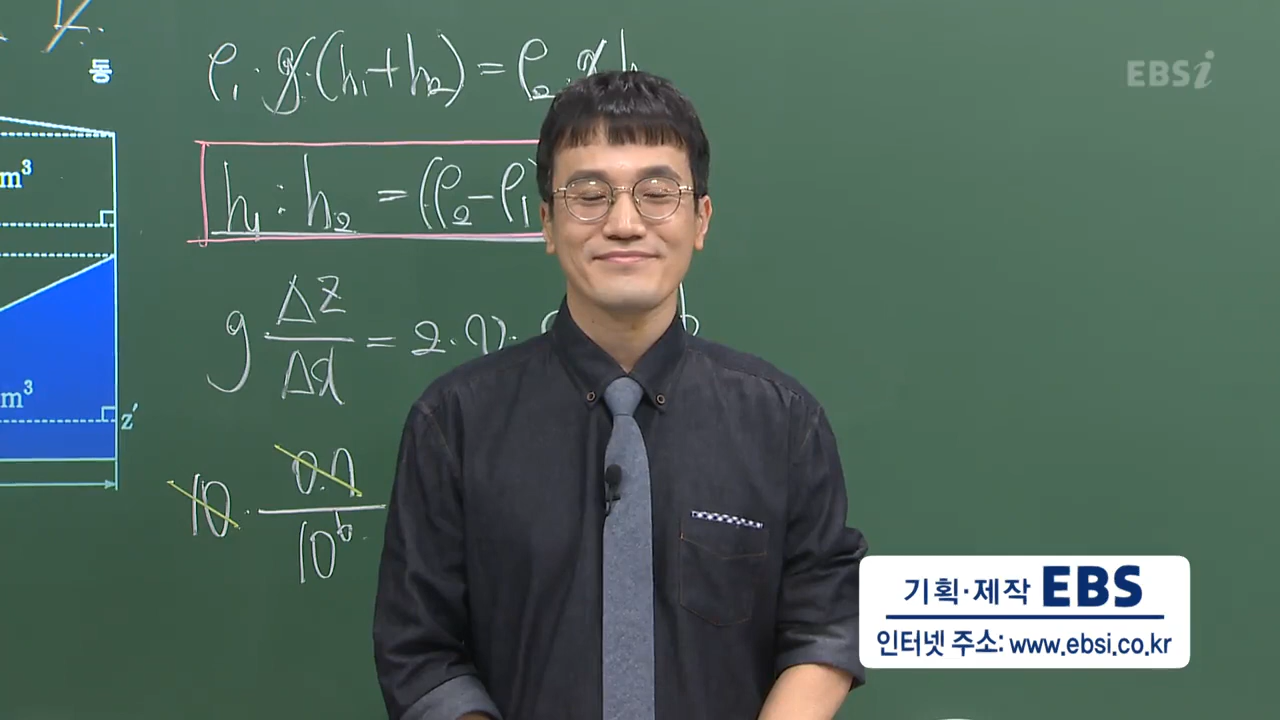 동
EBSi
ρ₁·g·(h₁+h₂)=ρ₂·g h
m³
h₁:h₂ =(ρ₂-ρ₁
g Δz/Δx = 2·v·
m³
z′
10·0.1/10⁶
기획·제작 EBS
인터넷 주소: www.ebsi.co.kr